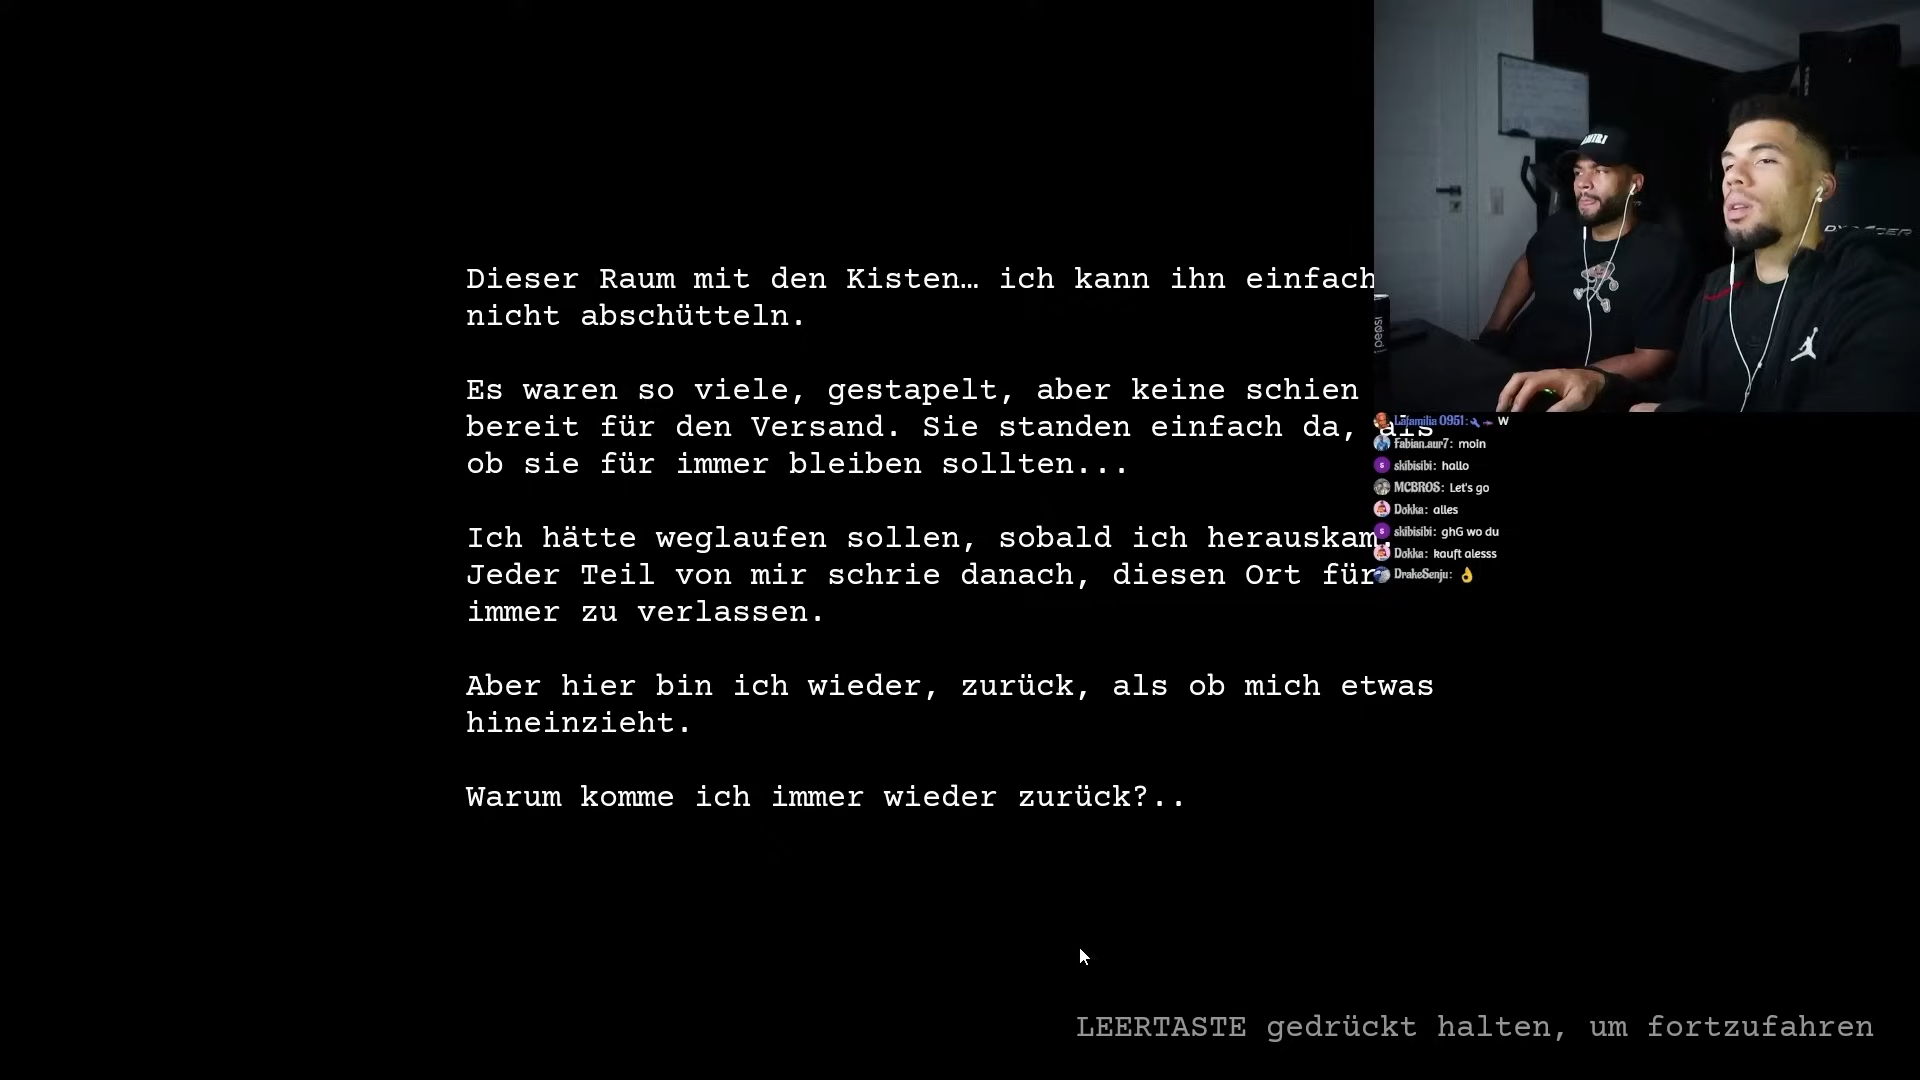 Dieser Raum mit den Kisten… ich kann ihn einfach
nicht abschütteln.
Es waren so viele, gestapelt, aber keine schien
bereit für den Versand. Sie standen einfach da, als
ob sie für immer bleiben sollten...
Ich hätte weglaufen sollen, sobald ich herauskam.
Jeder Teil von mir schrie danach, diesen Ort für
immer zu verlassen.
Aber hier bin ich wieder, zurück, als ob mich etwas
hineinzieht.
Warum komme ich immer wieder zurück?..
LEERTASTE gedrückt halten, um fortzufahren
pepsi
Lafamilia 0951: W
Fabian.aur7: moin
skibisibi: hallo
MCBROS: Let's go
Dokka: alles
skibisibi: ghG wo du
Dokka: kauft alesss
DrakeSenju: 👌